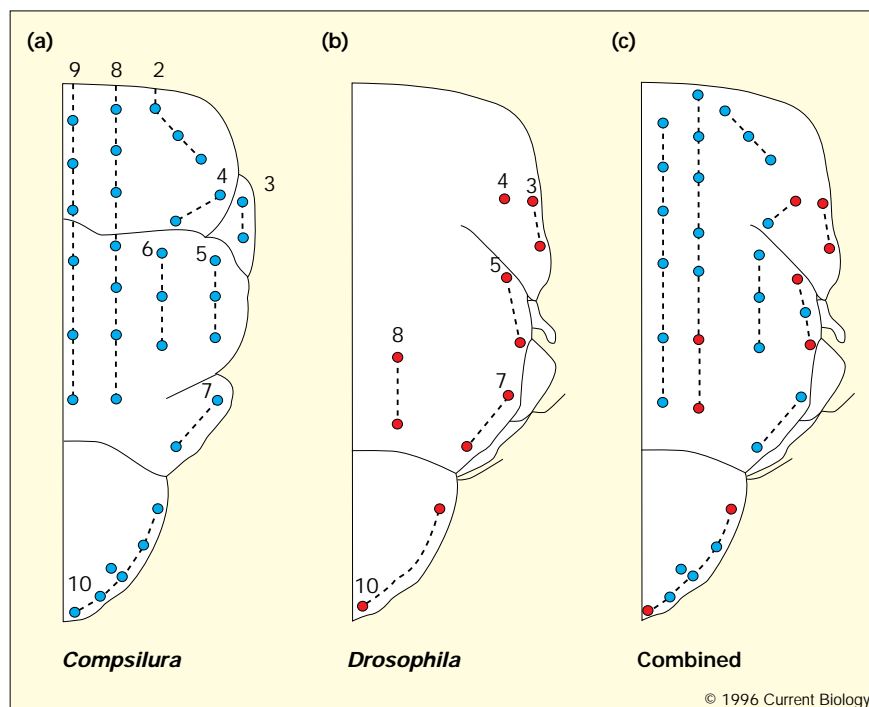 (a)
9 8 2
4
3
6 5
7
10
Compsilura
(b)
4 3
5
8
7
10
Drosophila
(c)
Combined
© 1996 Current Biology